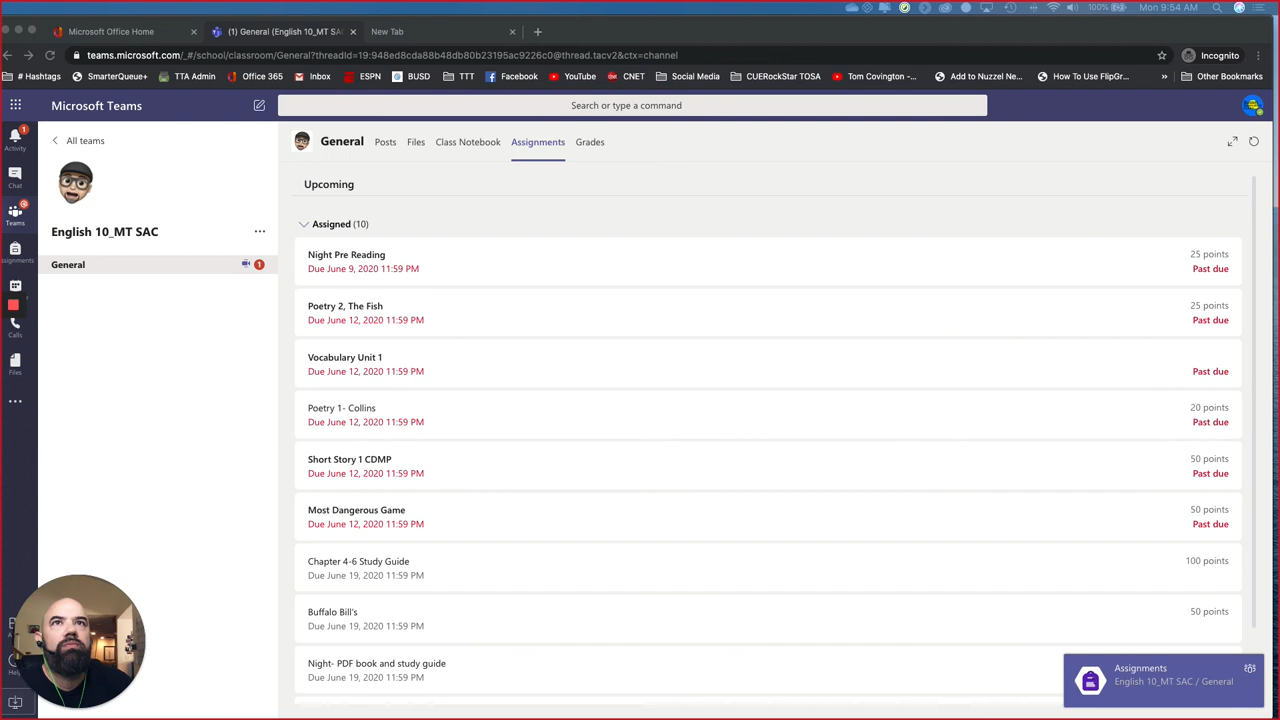 100%
Mon 9:54 AM
Microsoft Office Home
(1) General (English 10_MT SAC
New Tab
teams.microsoft.com/_#/school/classroom/General?threadId=19:948ed8cda88b48db80b23195ac9226c0@thread.tacv2&ctx=channel
Incognito
# Hashtags
SmarterQueue+
TTA Admin
Office 365
Inbox
ESPN
BUSD
TTT
Facebook
YouTube
CNET
Social Media
CUERockStar TOSA
Tom Covington -...
Add to Nuzzel Ne...
How To Use FlipGr...
»
Other Bookmarks
Microsoft Teams
Search or type a command
1
Activity
Chat
Teams
Assignments
Calls
Files
All teams
English 10_MT SAC
General
1
General
Posts
Files
Class Notebook
Assignments
Grades
Upcoming
Assigned (10)
Night Pre Reading
25 points
Due June 9, 2020 11:59 PM
Past due
Poetry 2, The Fish
25 points
Due June 12, 2020 11:59 PM
Past due
Vocabulary Unit 1
Due June 12, 2020 11:59 PM
Past due
Poetry 1- Collins
20 points
Due June 12, 2020 11:59 PM
Past due
Short Story 1 CDMP
50 points
Due June 12, 2020 11:59 PM
Past due
Most Dangerous Game
50 points
Due June 12, 2020 11:59 PM
Past due
Chapter 4-6 Study Guide
100 points
Due June 19, 2020 11:59 PM
Buffalo Bill's
50 points
Due June 19, 2020 11:59 PM
Night- PDF book and study guide
Due June 19, 2020 11:59 PM
Assignments
English 10_MT SAC / General